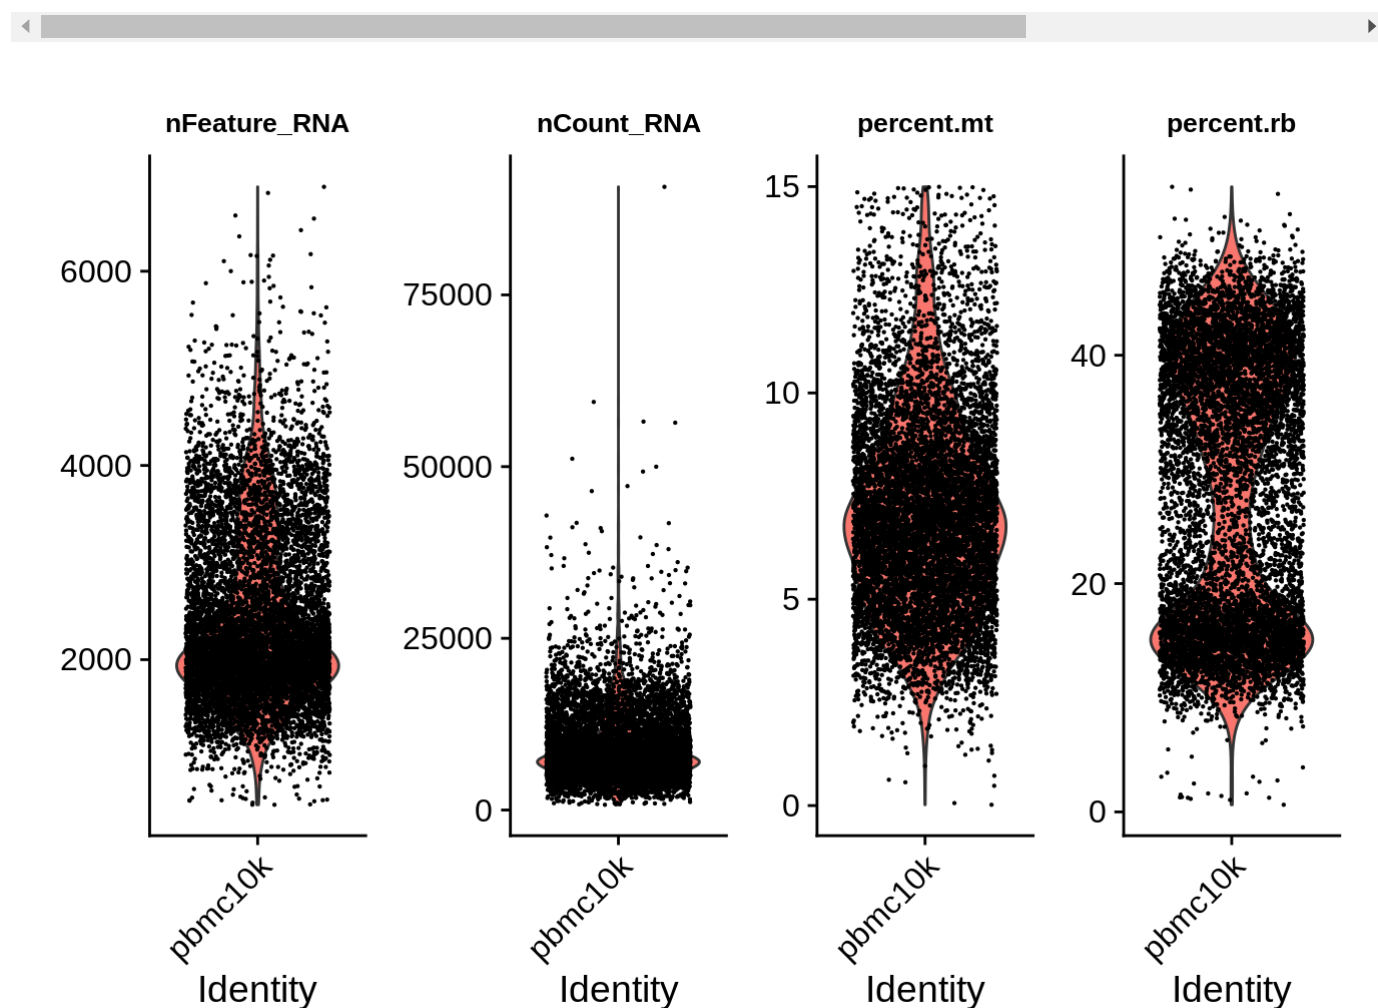 nFeature_RNA
6000
4000
2000
pbmc10k
Identity
nCount_RNA
75000
50000
25000
0
pbmc10k
Identity
percent.mt
15
10
5
0
pbmc10k
Identity
percent.rb
40
20
0
pbmc10k
Identity